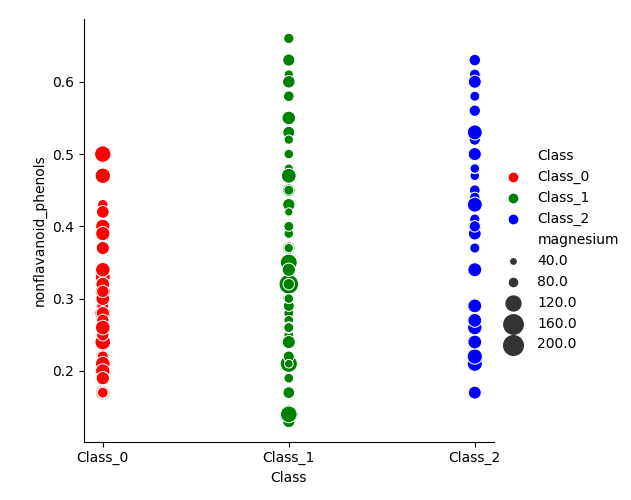 0.6
0.5
0.4
0.3
0.2
nonflavanoid_phenols
Class_0
Class_1
Class_2
Class
Class
Class_0
Class_1
Class_2
magnesium
40.0
80.0
120.0
160.0
200.0